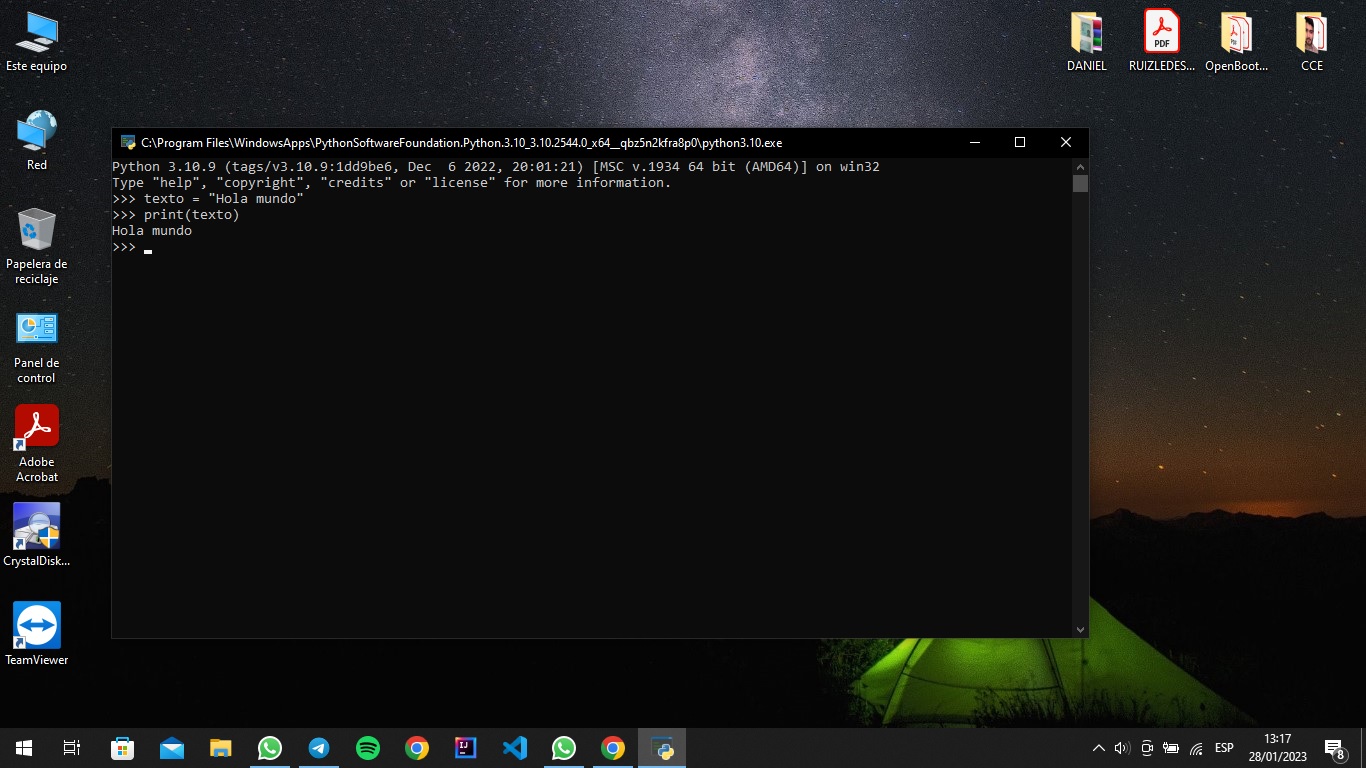 Este equipo
Red
Papelera de
reciclaje
Panel de
control
Adobe
Acrobat
CrystalDisk...
TeamViewer
DANIEL
PDF
RUIZLEDES...
OpenBoot...
CCE
C:\Program Files\WindowsApps\PythonSoftwareFoundation.Python.3.10_3.10.2544.0_x64__qbz5n2kfra8p0\python3.10.exe
Python 3.10.9 (tags/v3.10.9:1dd9be6, Dec  6 2022, 20:01:21) [MSC v.1934 64 bit (AMD64)] on win32
Type "help", "copyright", "credits" or "license" for more information.
>>> texto = "Hola mundo"
>>> print(texto)
Hola mundo
>>>
IJ
ESP
13:17
28/01/2023
8